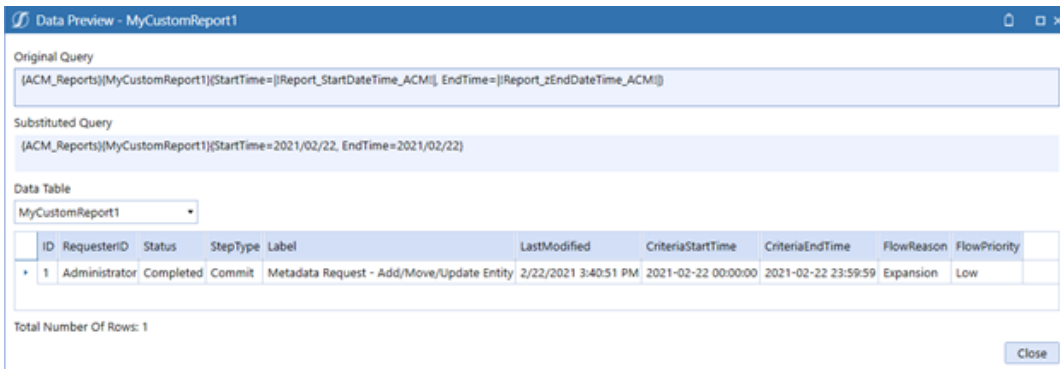 Data Preview - MyCustomReport1
Original Query
{ACM_Reports}{MyCustomReport1}{StartTime=|!Report_StartDateTime_ACM!|, EndTime=|!Report_zEndDateTime_ACM!|}
Substituted Query
{ACM_Reports}{MyCustomReport1}{StartTime=2021/02/22, EndTime=2021/02/22}
Data Table
MyCustomReport1
ID RequesterID Status StepType Label LastModified CriteriaStartTime CriteriaEndTime FlowReason FlowPriority
1 Administrator Completed Commit Metadata Request - Add/Move/Update Entity 2/22/2021 3:40:51 PM 2021-02-22 00:00:00 2021-02-22 23:59:59 Expansion Low
Total Number Of Rows: 1
Close